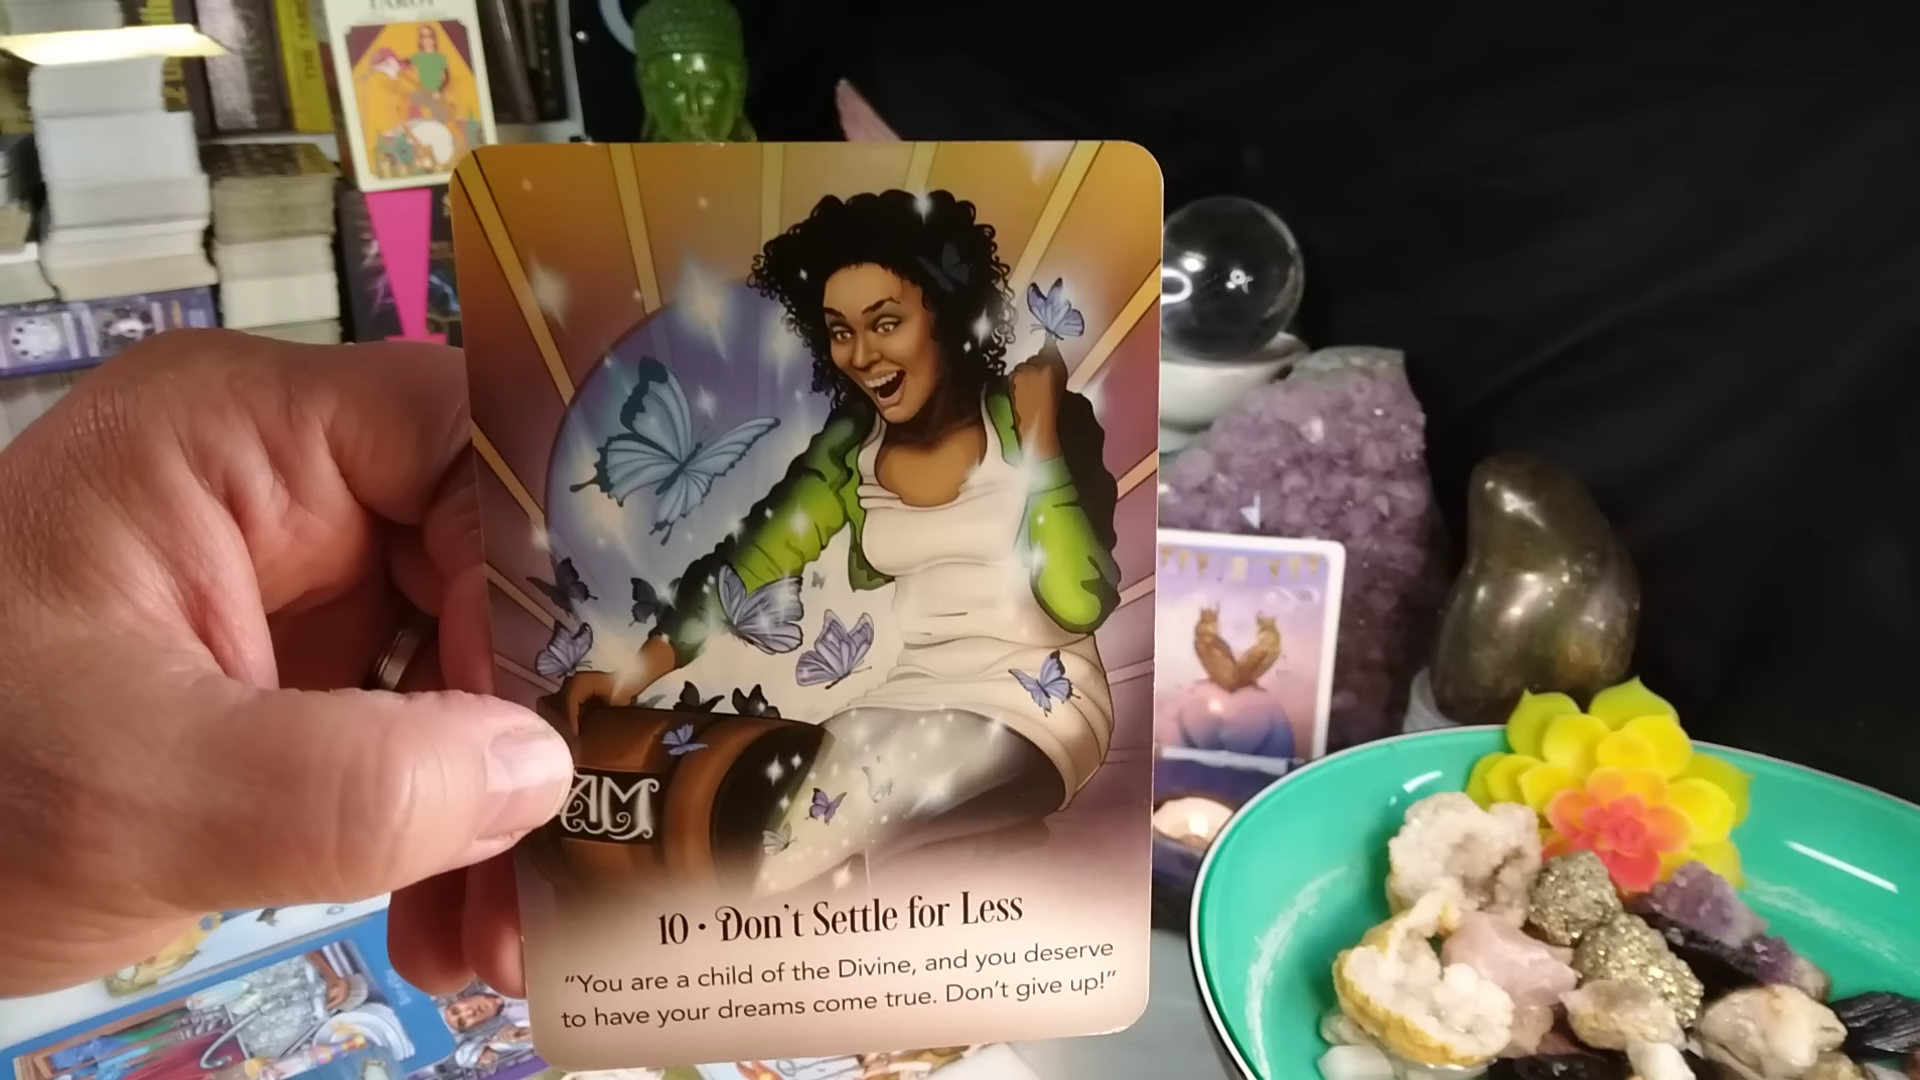 TAROT
AM
10 · Don't Settle for Less
"You are a child of the Divine, and you deserve
to have your dreams come true. Don't give up!"